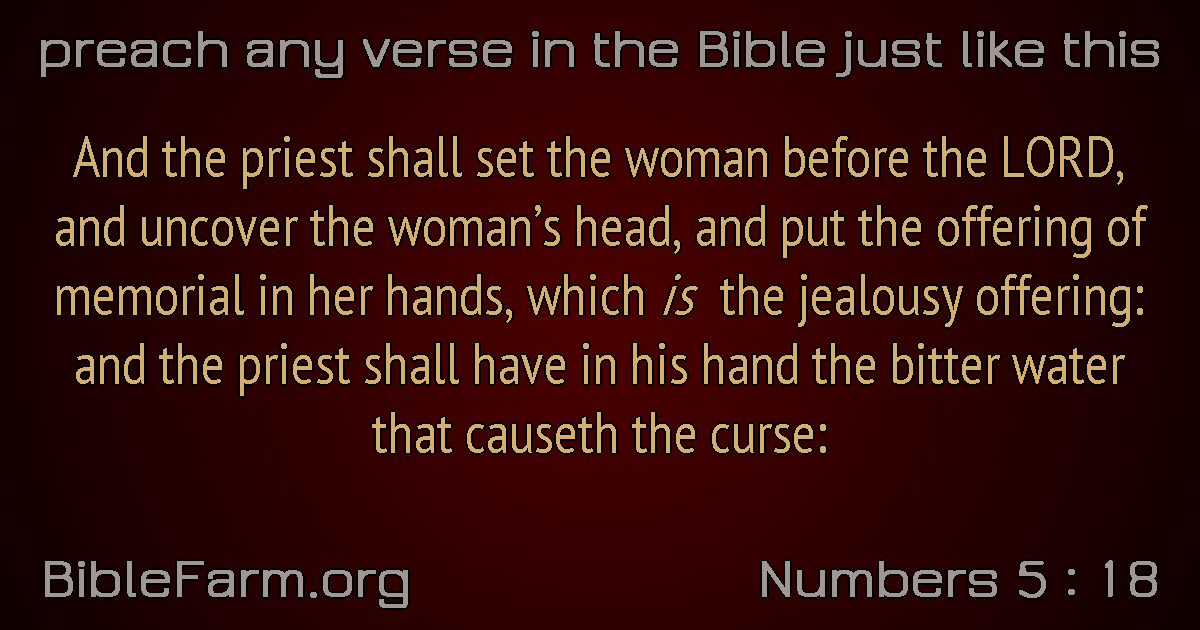 preach any verse in the Bible just like this
And the priest shall set the woman before the LORD,
and uncover the woman’s head, and put the offering of
memorial in her hands, which is the jealousy offering:
and the priest shall have in his hand the bitter water
that causeth the curse:
BibleFarm.org
Numbers 5 : 18